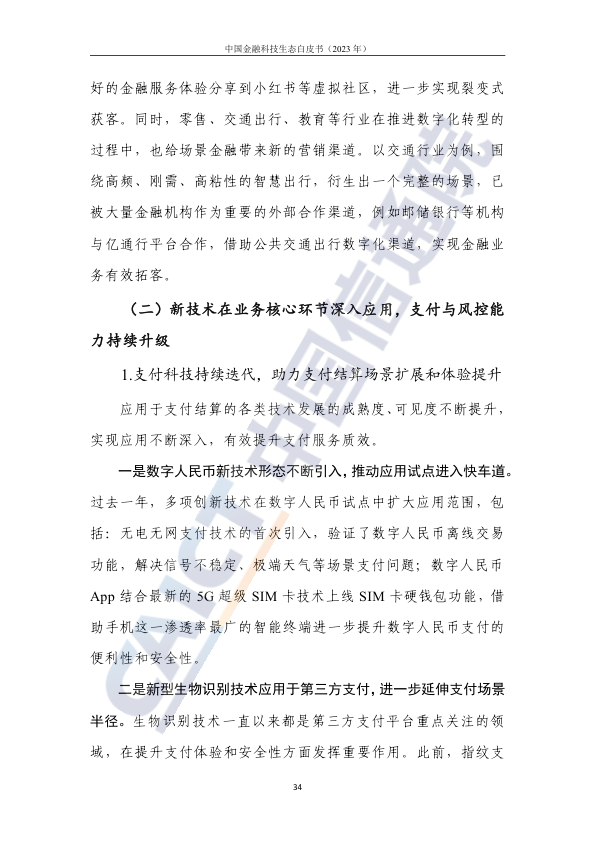 中国金融科技生态白皮书（2023 年）
好的金融服务体验分享到小红书等虚拟社区，进一步实现裂变式
获客。同时，零售、交通出行、教育等行业在推进数字化转型的
过程中，也给场景金融带来新的营销渠道。以交通行业为例，围
绕高频、刚需、高粘性的智慧出行，衍生出一个完整的场景，已
被大量金融机构作为重要的外部合作渠道，例如邮储银行等机构
与亿通行平台合作，借助公共交通出行数字化渠道，实现金融业
务有效拓客。
（二）新技术在业务核心环节深入应用，支付与风控能
力持续升级
1.支付科技持续迭代，助力支付结算场景扩展和体验提升
应用于支付结算的各类技术发展的成熟度、可见度不断提升，
实现应用不断深入，有效提升支付服务质效。
一是数字人民币新技术形态不断引入，推动应用试点进入快车道。
过去一年，多项创新技术在数字人民币试点中扩大应用范围，包
括：无电无网支付技术的首次引入，验证了数字人民币离线交易
功能，解决信号不稳定、极端天气等场景支付问题；数字人民币
App 结合最新的 5G 超级 SIM 卡技术上线 SIM 卡硬钱包功能，借
助手机这一渗透率最广的智能终端进一步提升数字人民币支付的
便利性和安全性。
二是新型生物识别技术应用于第三方支付，进一步延伸支付场景
半径。生物识别技术一直以来都是第三方支付平台重点关注的领
域，在提升支付体验和安全性方面发挥重要作用。此前，指纹支
34
CAICT 中国信通院